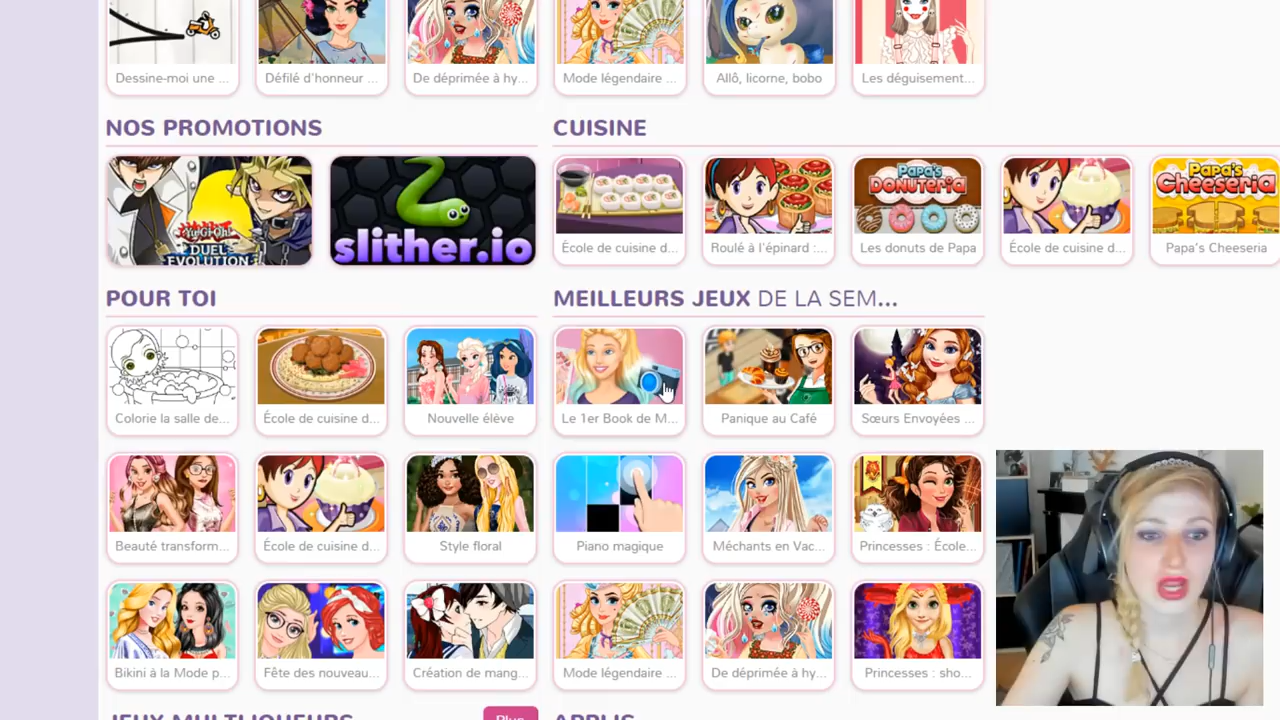 Dessine-moi une ...
Défilé d'honneur ...
De déprimée à hy...
Mode légendaire ...
Allô, licorne, bobo
Les déguisement...
NOS PROMOTIONS
CUISINE
Yu-Gi-Oh!
DUEL
EVOLUTION
slither.io
PAPA'S
DONUTERIA
PAPA'S
Cheeseria
École de cuisine d...
Roulé à l'épinard :...
Les donuts de Papa
École de cuisine d...
Papa's Cheeseria
POUR TOI
MEILLEURS JEUX DE LA SEM...
Colorie la salle de...
École de cuisine d...
Nouvelle élève
Le 1er Book de M...
Panique au Café
Sœurs Envoyées ...
Beauté transform...
École de cuisine d...
Style floral
Piano magique
Méchants en Vac...
Princesses : École...
Bikini à la Mode p...
Fête des nouveau...
Création de mang...
Mode légendaire ...
De déprimée à hy...
Princesses : sho...
JEUX MULTIJOUEURS
Plus
APPLIS